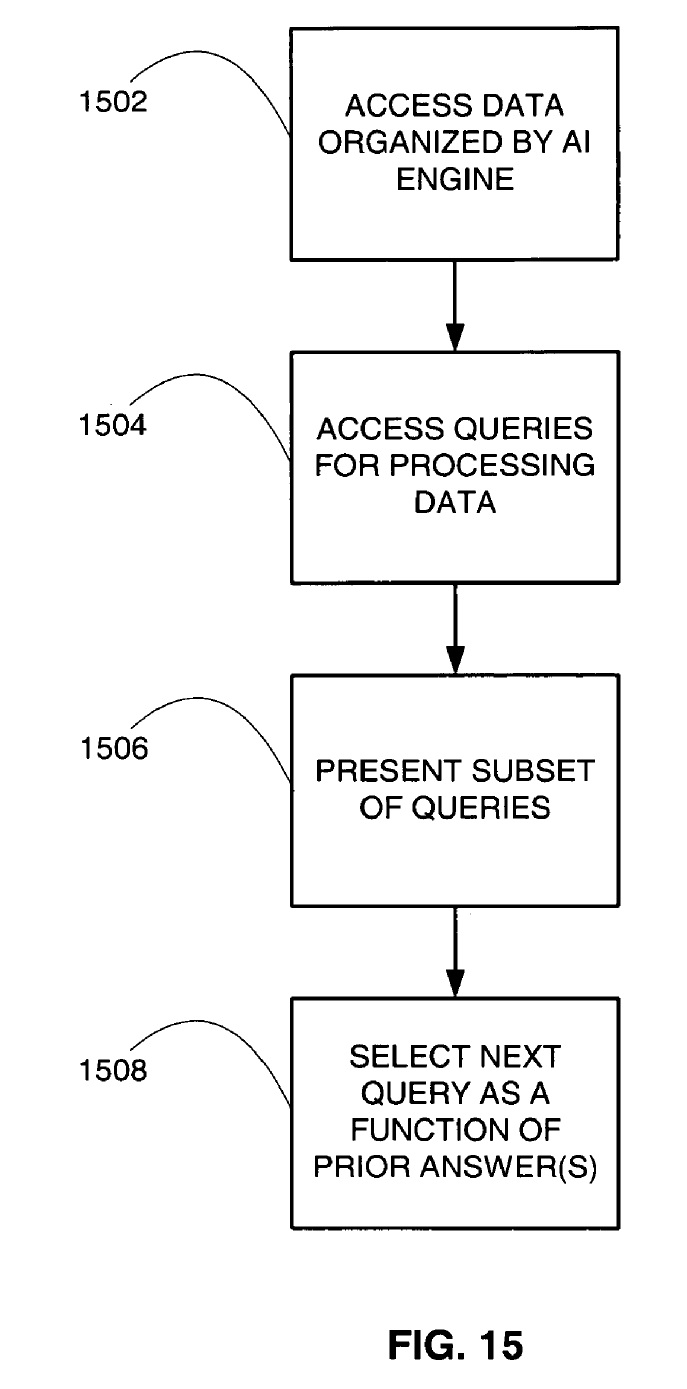 1502
ACCESS DATA
ORGANIZED BY AI
ENGINE
1504
ACCESS QUERIES
FOR PROCESSING
DATA
1506
PRESENT SUBSET
OF QUERIES
1508
SELECT NEXT
QUERY AS A
FUNCTION OF
PRIOR ANSWER(S)
FIG. 15